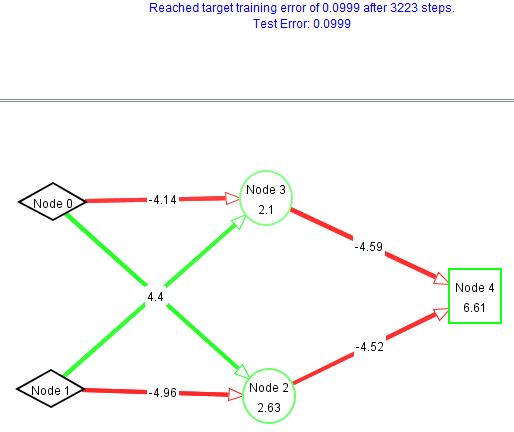 Reached target training error of 0.0999 after 3223 steps.
Test Error: 0.0999
Node 0
-4.14
Node 3
2.1
-4.59
4.4
Node 4
6.61
Node 1
-4.96
Node 2
2.63
-4.52